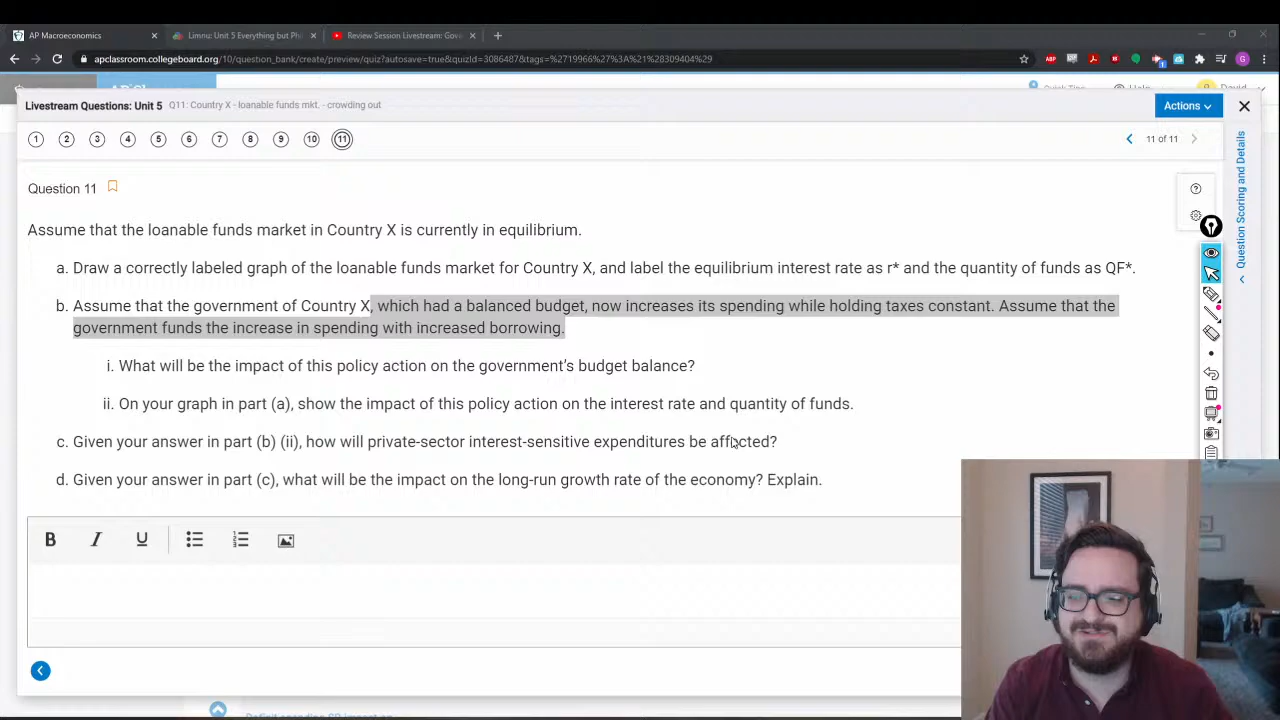 AP Macroeconomics
Limnu: Unit 5 Everything but Ph
Review Session Livestream: Gov
apclassroom.collegeboard.org/10/question_bank/create/preview/quiz?autosave=true&quizId=3086487&tags=%2719966%27%3A%21%28309404%29
Livestream Questions: Unit 5 Q11: Country X - loanable funds mkt. - crowding out
Actions
1 2 3 4 5 6 7 8 9 10 11
11 of 11
Question Scoring and Details
Question 11
Assume that the loanable funds market in Country X is currently in equilibrium.
a. Draw a correctly labeled graph of the loanable funds market for Country X, and label the equilibrium interest rate as r* and the quantity of funds as QF*.
b. Assume that the government of Country X, which had a balanced budget, now increases its spending while holding taxes constant. Assume that the
government funds the increase in spending with increased borrowing.
i. What will be the impact of this policy action on the government’s budget balance?
ii. On your graph in part (a), show the impact of this policy action on the interest rate and quantity of funds.
c. Given your answer in part (b) (ii), how will private-sector interest-sensitive expenditures be affected?
d. Given your answer in part (c), what will be the impact on the long-run growth rate of the economy? Explain.
B I U